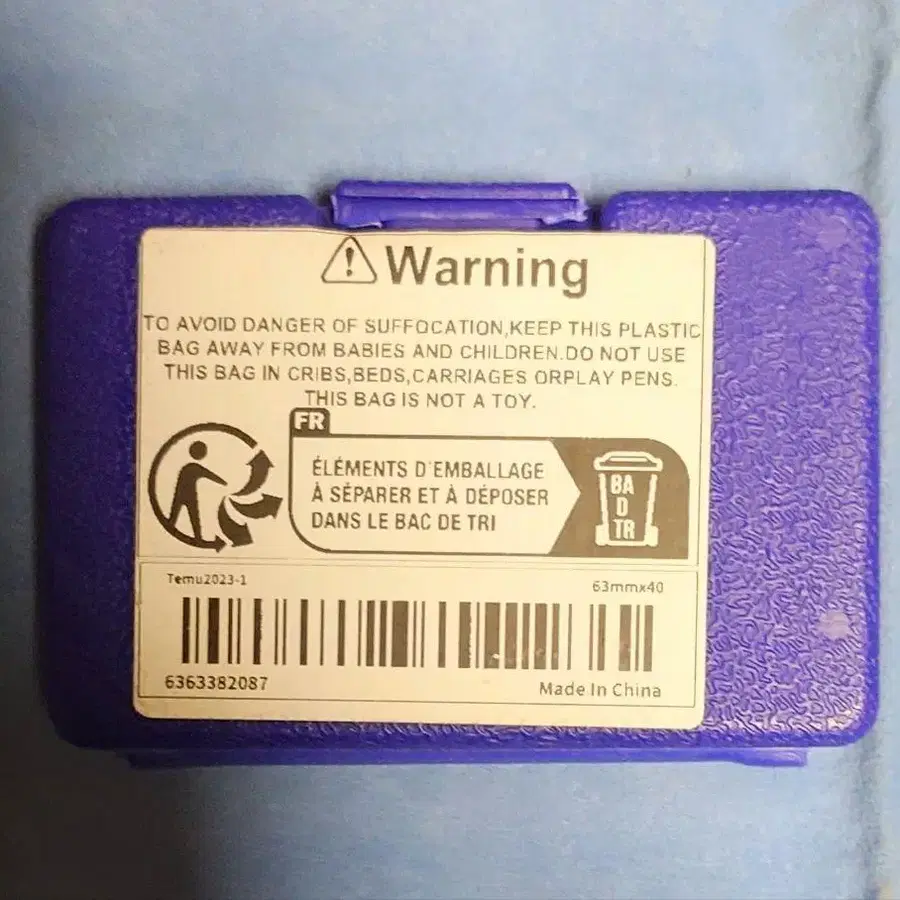 Warning
TO AVOID DANGER OF SUFFOCATION,KEEP THIS PLASTIC
BAG AWAY FROM BABIES AND CHILDREN.DO NOT USE
THIS BAG IN CRIBS,BEDS,CARRIAGES ORPLAY PENS.
THIS BAG IS NOT A TOY.
FR
ÉLÉMENTS D'EMBALLAGE
À SÉPARER ET À DÉPOSER
DANS LE BAC DE TRI
BA
D
TR
Temu2023-1
63mmx40
6363382087
Made In China